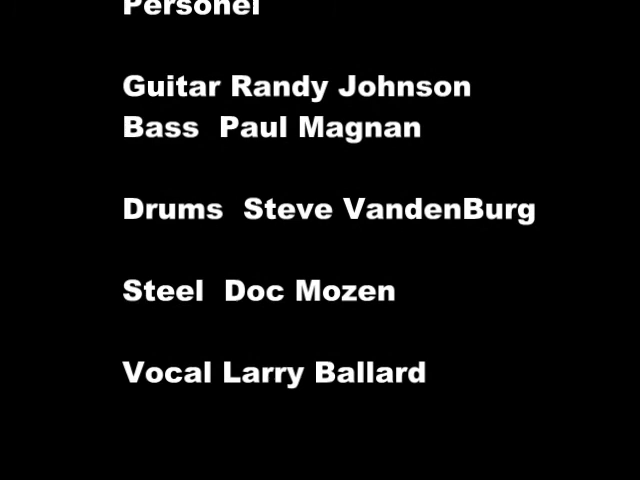 Personel
Guitar Randy Johnson
Bass  Paul Magnan
Drums  Steve VandenBurg
Steel  Doc Mozen
Vocal Larry Ballard